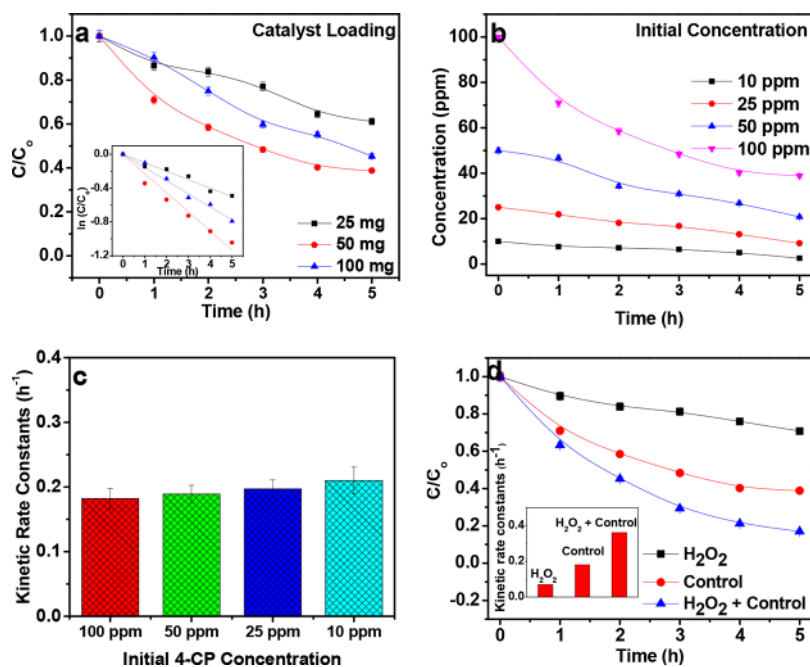 a
Catalyst Loading
C/Co
1.0
0.8
0.6
0.4
0.2
0.0
ln (C/Co)
0.0
-0.4
-0.8
-1.2
0 1 2 3 4 5
Time (h)
25 mg
50 mg
100 mg
0 1 2 3 4 5
Time (h)
b
Initial Concentration
Concentration (ppm)
100
80
60
40
20
0
10 ppm
25 ppm
50 ppm
100 ppm
0 1 2 3 4 5
Time (h)
c
Kinetic Rate Constants (h⁻¹)
0.4
0.3
0.2
0.1
0.0
100 ppm 50 ppm 25 ppm 10 ppm
Initial 4-CP Concentration
d
C/Co
1.0
0.8
0.6
0.4
0.2
0.0
-0.2
Kinetic rate constants (h⁻¹)
0.4
0.2
0.0
H₂O₂
Control
H₂O₂ + Control
H₂O₂
Control
H₂O₂ + Control
0 1 2 3 4 5
Time (h)